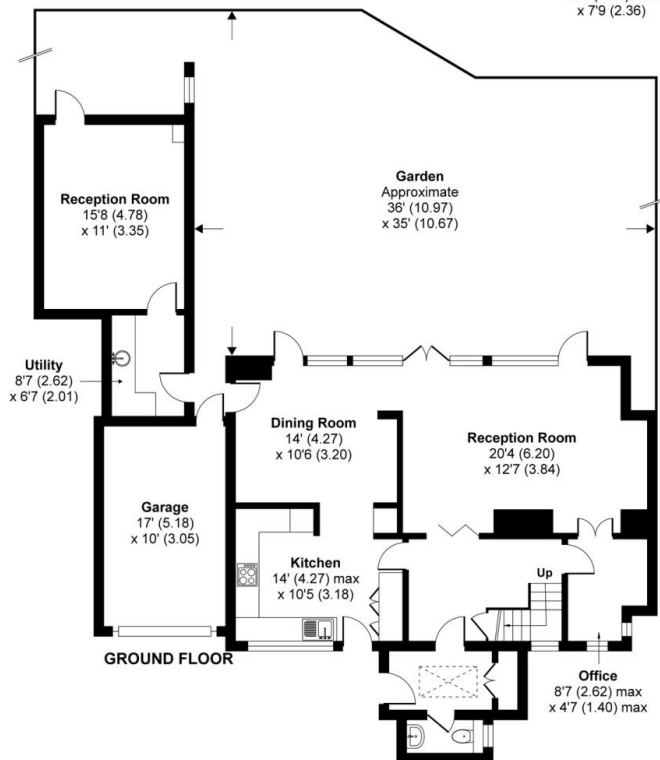 x 7'9 (2.36)
Reception Room
15'8 (4.78)
x 11' (3.35)
Garden
Approximate
36' (10.97)
x 35' (10.67)
Utility
8'7 (2.62)
x 6'7 (2.01)
Dining Room
14' (4.27)
x 10'6 (3.20)
Reception Room
20'4 (6.20)
x 12'7 (3.84)
Garage
17' (5.18)
x 10' (3.05)
Kitchen
14' (4.27) max
x 10'5 (3.18)
Up
GROUND FLOOR
Office
8'7 (2.62) max
x 4'7 (1.40) max